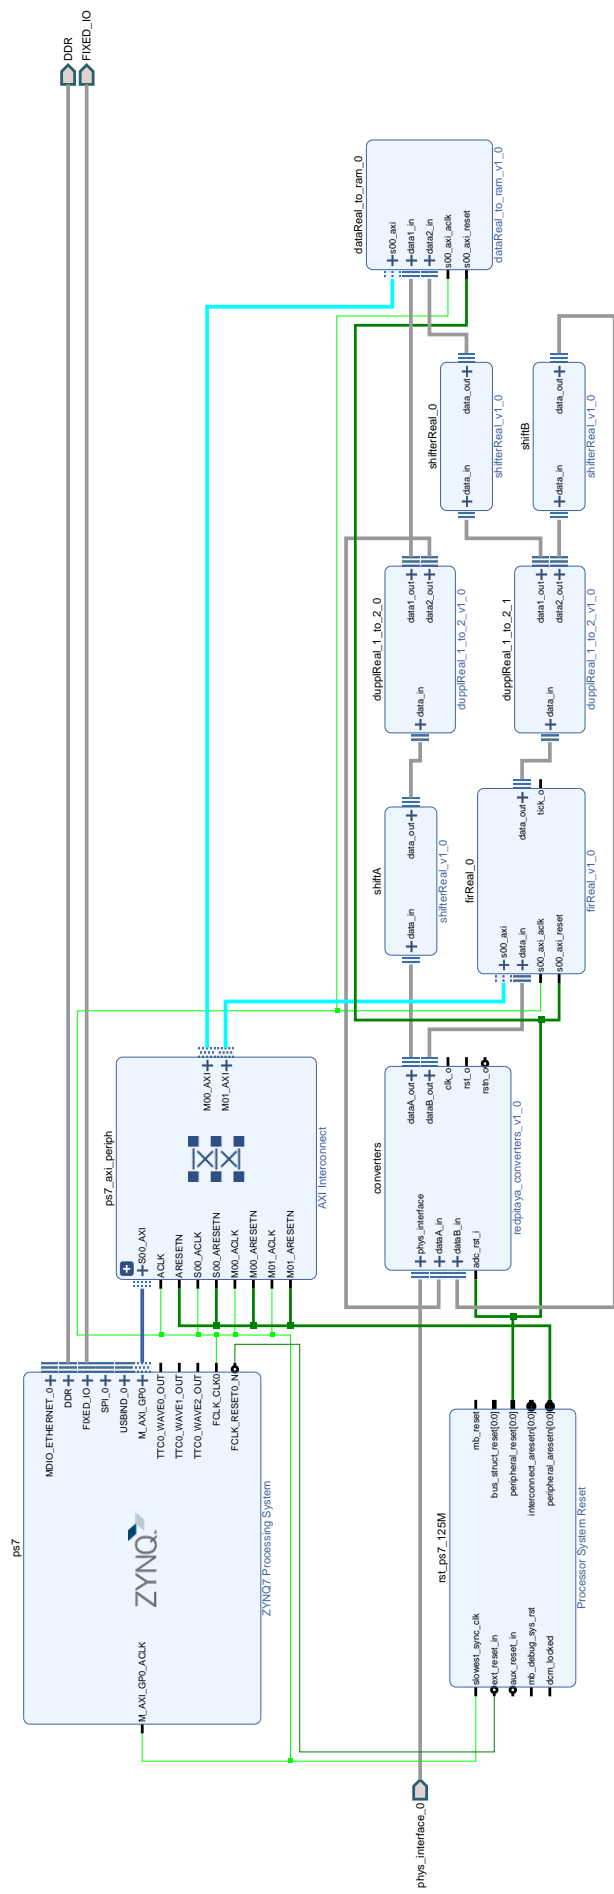 DDR
FIXED_IO
ps7
MDIO_ETHERNET_0
DDR
FIXED_IO
SPI_0
USBIND_0
M_AXI_GP0
TTC0_WAVE0_OUT
TTC0_WAVE1_OUT
TTC0_WAVE2_OUT
FCLK_CLK0
FCLK_RESET0_N
M_AXI_GP0_ACLK
ZYNQ
ZYNQ7 Processing System
ps7_axi_periph
S00_AXI
ACLK
ARESETN
S00_ACLK
S00_ARESETN
M00_ACLK
M00_ARESETN
M01_ACLK
M01_ARESETN
M00_AXI
M01_AXI
AXI Interconnect
dataReal_to_ram_0
s00_axi
data1_in
data2_in
s00_axi_aclk
s00_axi_reset
dataReal_to_ram_v1_0
converters
phys_interface
dataA_in
dataB_in
adc_rst_i
dataA_out
dataB_out
clk_o
rst_o
rstn_o
redpitaya_converters_v1_0
shiftA
data_in
data_out
shifterReal_v1_0
firReal_0
s00_axi
data_in
s00_axi_aclk
s00_axi_reset
data_out
tick_o
firReal_v1_0
dupplReal_1_to_2_0
data_in
data1_out
data2_out
dupplReal_1_to_2_v1_0
dupplReal_1_to_2_1
data_in
data1_out
data2_out
dupplReal_1_to_2_v1_0
shifterReal_0
data_in
data_out
shifterReal_v1_0
shiftB
data_in
data_out
shifterReal_v1_0
rst_ps7_125M
slowest_sync_clk
ext_reset_in
aux_reset_in
mb_debug_sys_rst
dcm_locked
mb_reset
bus_struct_reset[0:0]
peripheral_reset[0:0]
interconnect_aresetn[0:0]
peripheral_aresetn[0:0]
Processor System Reset
phys_interface_0